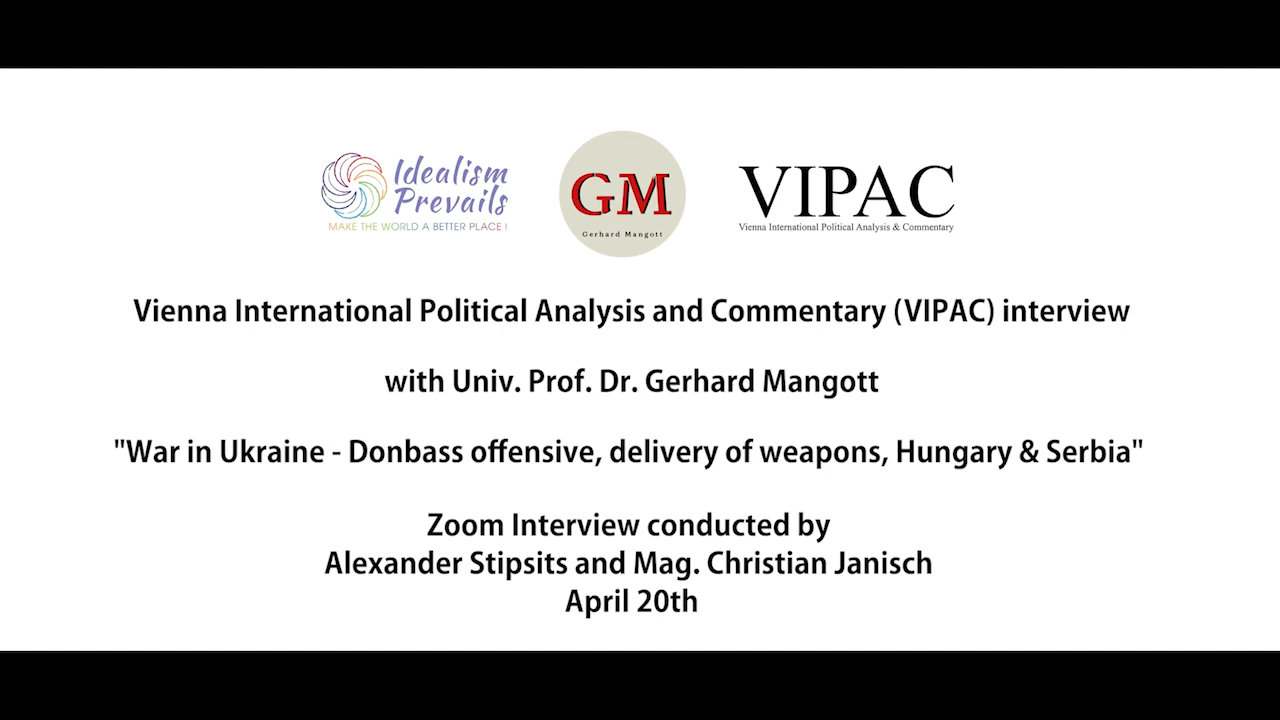 Idealism
Prevails
MAKE THE WORLD A BETTER PLACE !
GM
Gerhard Mangott
VIPAC
Vienna International Political Analysis & Commentary
Vienna International Political Analysis and Commentary (VIPAC) interview
with Univ. Prof. Dr. Gerhard Mangott
"War in Ukraine - Donbass offensive, delivery of weapons, Hungary & Serbia"
Zoom Interview conducted by
Alexander Stipsits and Mag. Christian Janisch
April 20th